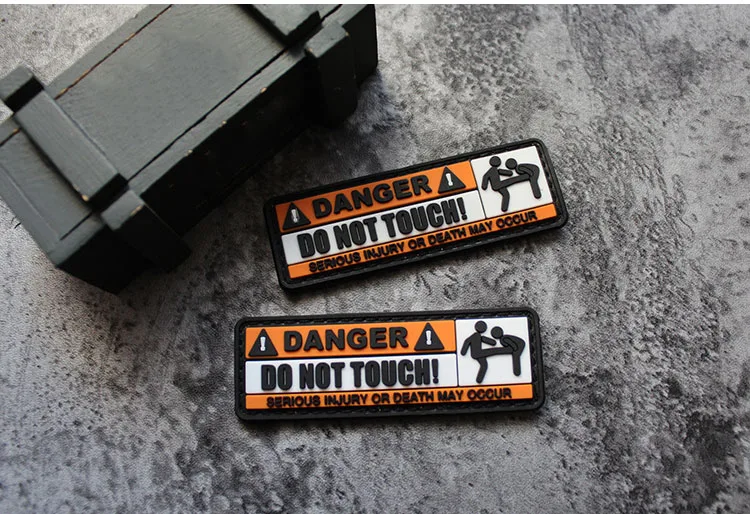 DANGER
DO NOT TOUCH!
SERIOUS INJURY OR DEATH MAY OCCUR
DANGER
DO NOT TOUCH!
SERIOUS INJURY OR DEATH MAY OCCUR